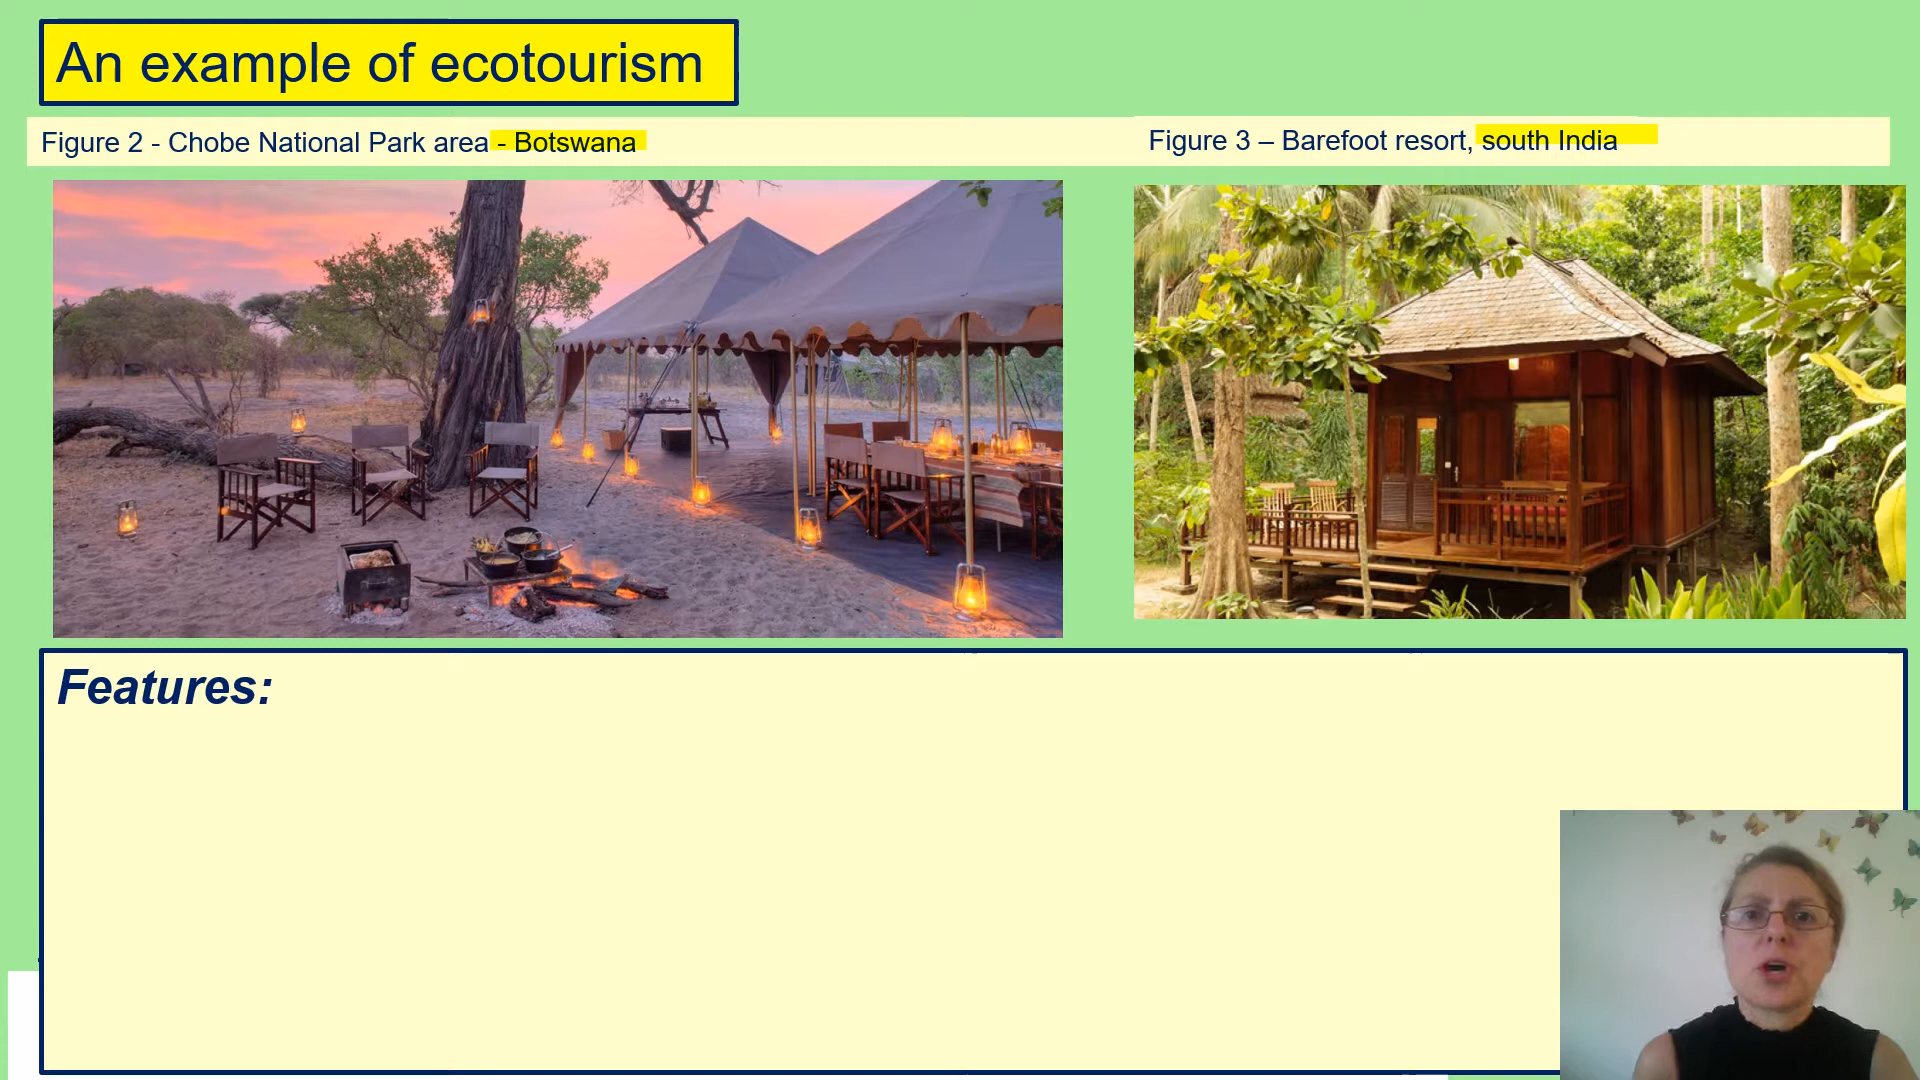 An example of ecotourism
Figure 2 - Chobe National Park area - Botswana
Figure 3 – Barefoot resort, south India
Features: